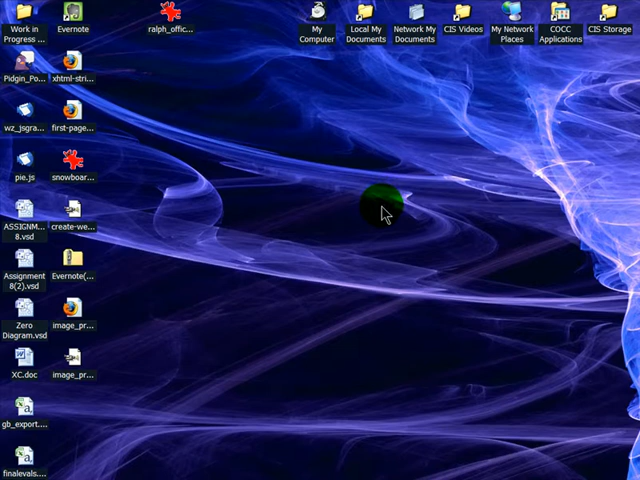 Work in
Progress ...
Evernote
ralph_offic...
My
Computer
Local My
Documents
Network My
Documents
CIS Videos
My Network
Places
COCC
Applications
CIS Storage
Pidgin_Po...
xhtml-stri...
wz_jsgra...
first-page...
pie.js
snowboar...
ASSIGNM...
8.vsd
create-we...
Assignment
8(2).vsd
Evernote(...
Zero
Diagram.vsd
image_pr...
XC.doc
image_pr...
gb_export....
finalevals....